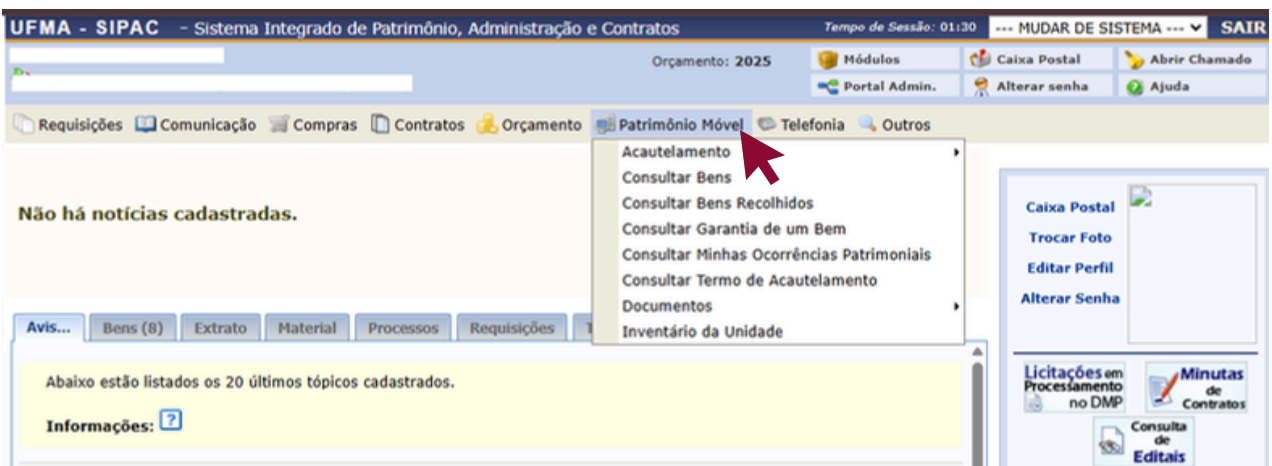 UFMA - SIPAC - Sistema Integrado de Patrimônio, Administração e Contratos
Tempo de Sessão: 01:30
--- MUDAR DE SISTEMA ---
SAIR
Orçamento: 2025
Módulos
Caixa Postal
Abrir Chamado
Portal Admin.
Alterar senha
Ajuda
Requisições Comunicação Compras Contratos Orçamento Patrimônio Móvel Telefonia Outros
Acautelamento
Consultar Bens
Consultar Bens Recolhidos
Consultar Garantia de um Bem
Consultar Minhas Ocorrências Patrimoniais
Consultar Termo de Acautelamento
Documentos
Inventário da Unidade
Não há notícias cadastradas.
Caixa Postal
Trocar Foto
Editar Perfil
Alterar Senha
Avis... Bens (8) Extrato Material Processos Requisições
Abaixo estão listados os 20 últimos tópicos cadastrados.
Informações: ?
Licitações em
Processamento
no DMP
Minutas
de
Contratos
Consulta
de
Editais